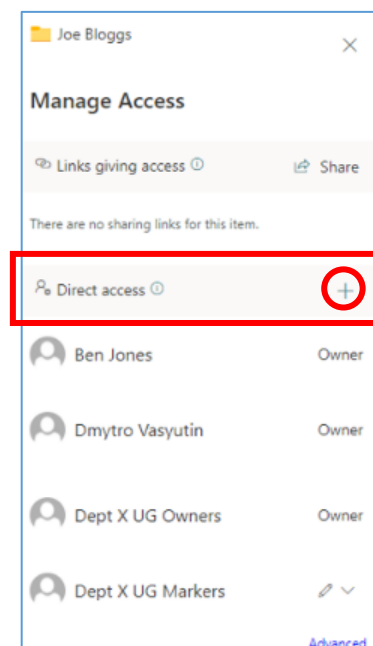 Joe Bloggs
Manage Access
Links giving access Share
There are no sharing links for this item.
Direct access
Ben Jones Owner
Dmytro Vasyutin Owner
Dept X UG Owners Owner
Dept X UG Markers
Advanced